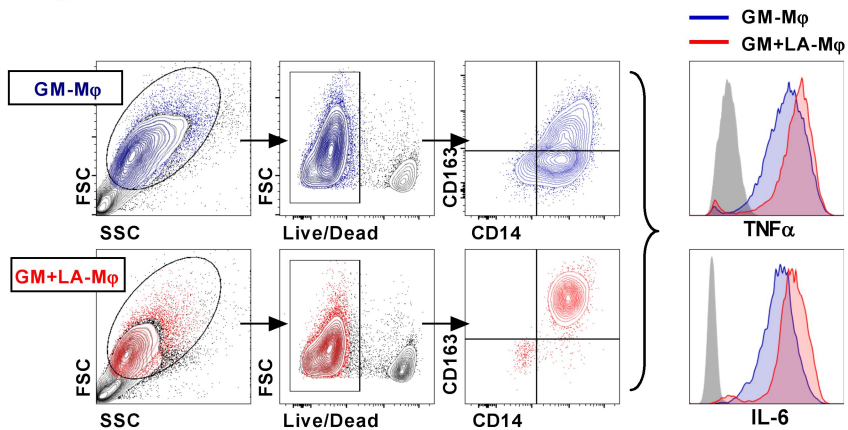 GM-Mφ
GM+LA-Mφ
GM-Mφ
FSC
SSC
FSC
Live/Dead
CD163
CD14
TNFα
GM+LA-Mφ
FSC
SSC
FSC
Live/Dead
CD163
CD14
IL-6